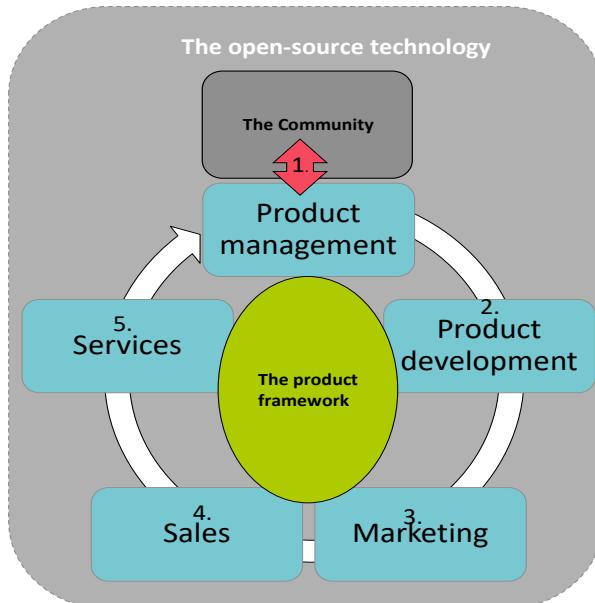 The open-source technology
The Community
1.
Product
management
2.
Product
development
5.
Services
The product
framework
4.
Sales
3.
Marketing